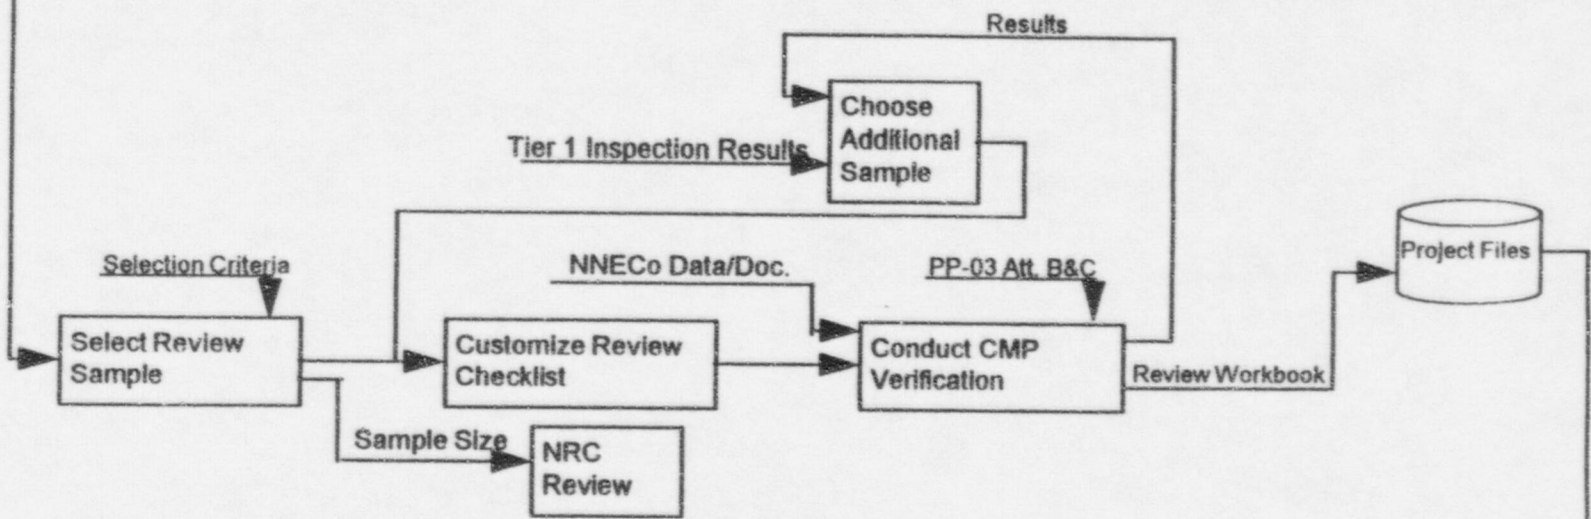 Results
Choose
Additional
Sample
Tier 1 Inspection Results
Project Files
Selection Criteria
NNECo Data/Doc.
PP-03 Att. B&C
Select Review
Sample
Customize Review
Checklist
Conduct CMP
Verification
Review Workbook
Sample Size
NRC
Review